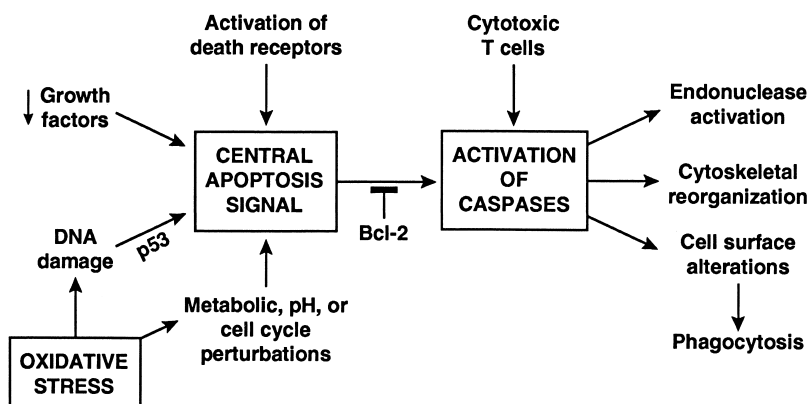 Activation of
death receptors
Cytotoxic
T cells
↓ Growth
factors
CENTRAL
APOPTOSIS
SIGNAL
ACTIVATION
OF
CASPASES
Endonuclease
activation
Cytoskeletal
reorganization
Cell surface
alterations
Phagocytosis
Bcl-2
DNA
damage
p53
Metabolic, pH, or
cell cycle
perturbations
OXIDATIVE
STRESS